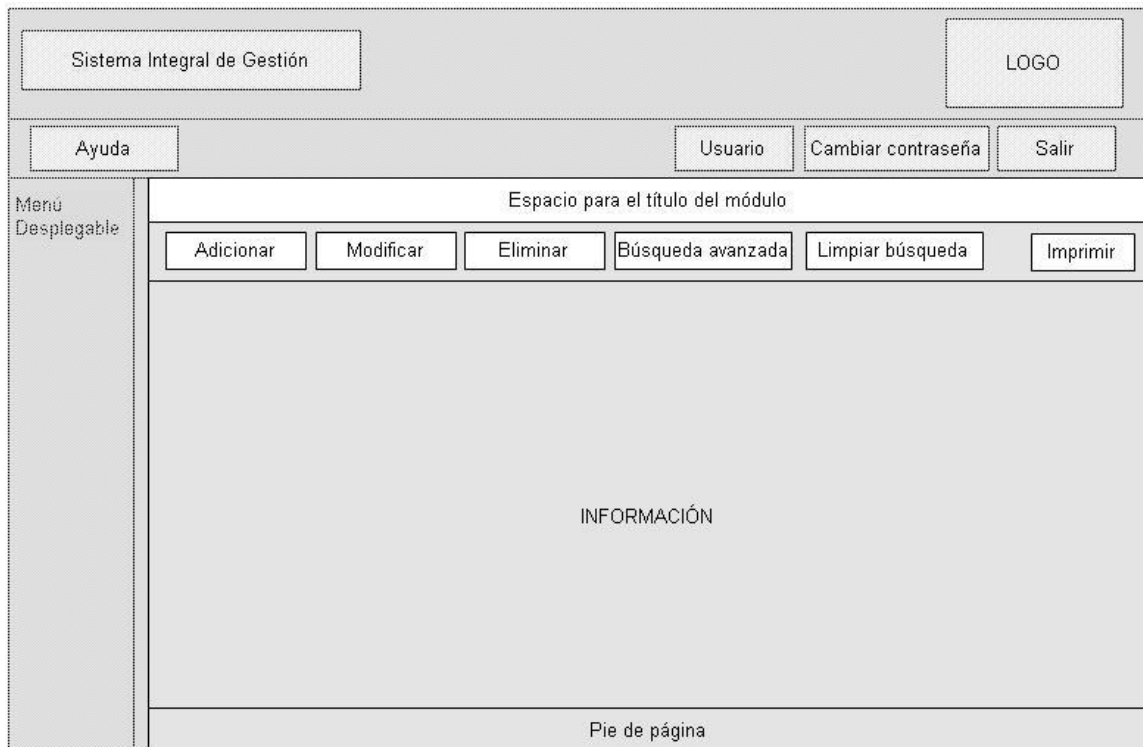 Sistema Integral de Gestión
LOGO
Ayuda
Usuario
Cambiar contraseña
Salir
Menú
Desplegable
Espacio para el título del módulo
Adicionar
Modificar
Eliminar
Búsqueda avanzada
Limpiar búsqueda
Imprimir
INFORMACIÓN
Pie de página